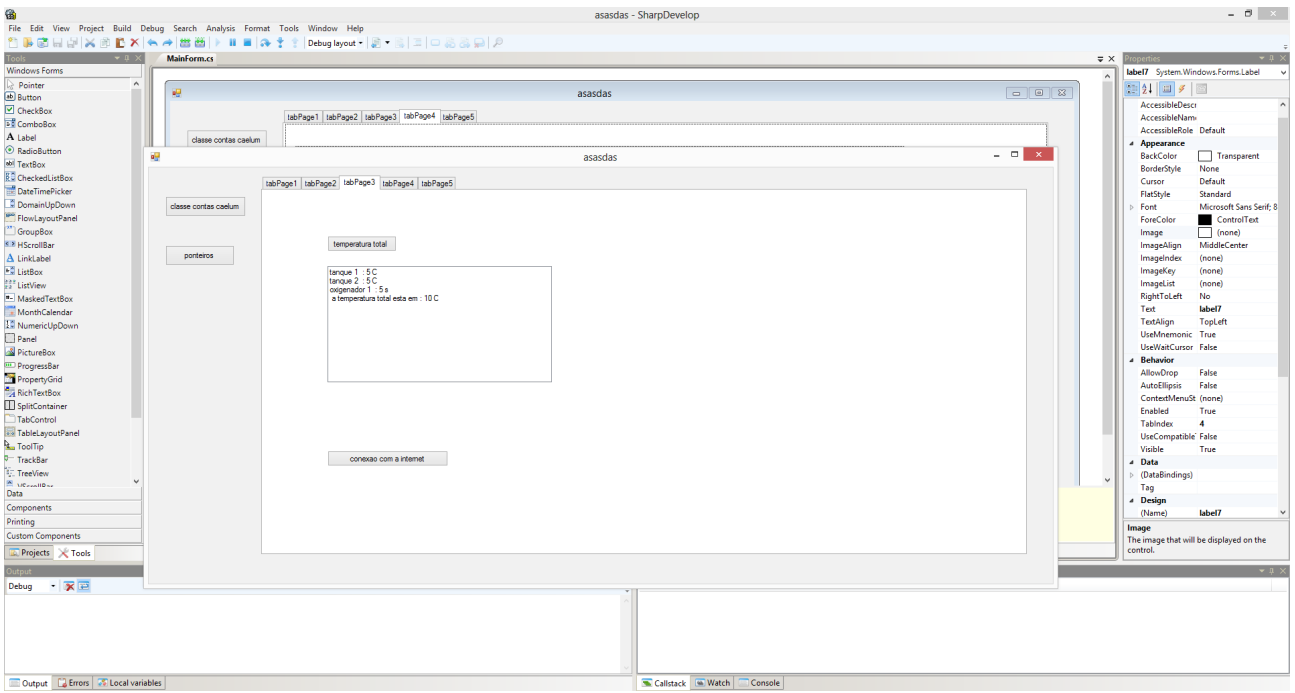 asasdas - SharpDevelop
File Edit View Project Build Debug Search Analysis Format Tools Window Help
Debug layout
Tools
MainForm.cs
Properties
Windows Forms
label7 System.Windows.Forms.Label
Pointer
Button
CheckBox
ComboBox
Label
RadioButton
TextBox
CheckedListBox
DateTimePicker
DomainUpDown
FlowLayoutPanel
GroupBox
HScrollBar
LinkLabel
ListBox
ListView
MaskedTextBox
MonthCalendar
NumericUpDown
Panel
PictureBox
ProgressBar
PropertyGrid
RichTextBox
SplitContainer
TabControl
TableLayoutPanel
ToolTip
TrackBar
TreeView
VScrollBar
Data
Components
Printing
Custom Components
Projects Tools
asasdas
tabPage1 tabPage2 tabPage3 tabPage4 tabPage5
classe contas caelum
asasdas
tabPage1 tabPage2 tabPage3 tabPage4 tabPage5
classe contas caelum
ponteiros
temperatura total
tanque 1 : 5 C
tanque 2 : 5 C
oxigenador 1 : 5 s
a temperatura total esta em : 10 C
conexao com a internet
AccessibleDescr
AccessibleNam
AccessibleRole Default
Appearance
BackColor Transparent
BorderStyle None
Cursor Default
FlatStyle Standard
Font Microsoft Sans Serif; 8
ForeColor ControlText
Image (none)
ImageAlign MiddleCenter
ImageIndex (none)
ImageKey (none)
ImageList (none)
RightToLeft No
Text label7
TextAlign TopLeft
UseMnemonic True
UseWaitCursor False
Behavior
AllowDrop False
AutoEllipsis False
ContextMenuSt (none)
Enabled True
TabIndex 4
UseCompatible False
Visible True
Data
(DataBindings)
Tag
Design
(Name) label7
Image
The image that will be displayed on the
control.
Output
Debug
Output Errors Local variables
Callstack Watch Console